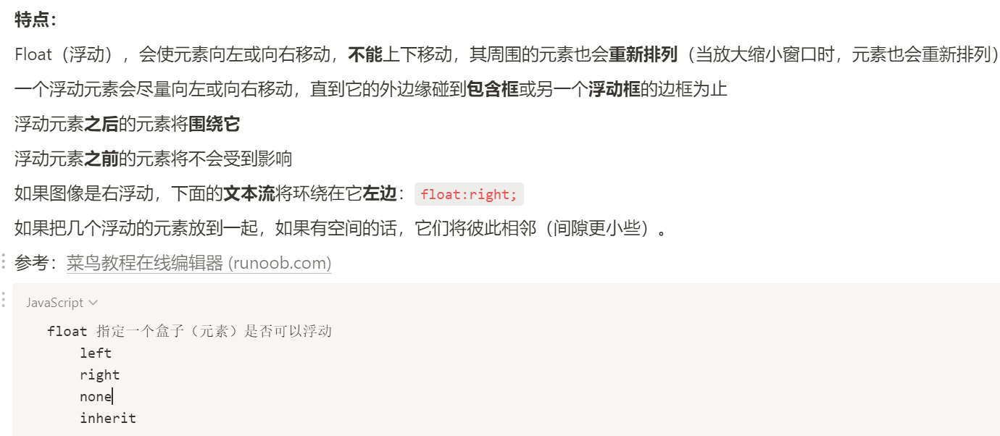 特点：
Float（浮动），会使元素向左或向右移动，不能上下移动，其周围的元素也会重新排列（当放大缩小窗口时，元素也会重新排列）
一个浮动元素会尽量向左或向右移动，直到它的外边缘碰到包含框或另一个浮动框的边框为止
浮动元素之后的元素将围绕它
浮动元素之前的元素将不会受到影响
如果图像是右浮动，下面的文本流将环绕在它左边：float:right;
如果把几个浮动的元素放到一起，如果有空间的话，它们将彼此相邻（间隙更小些）。
参考：菜鸟教程在线编辑器 (runoob.com)
JavaScript
float 指定一个盒子（元素）是否可以浮动
left
right
none
inherit